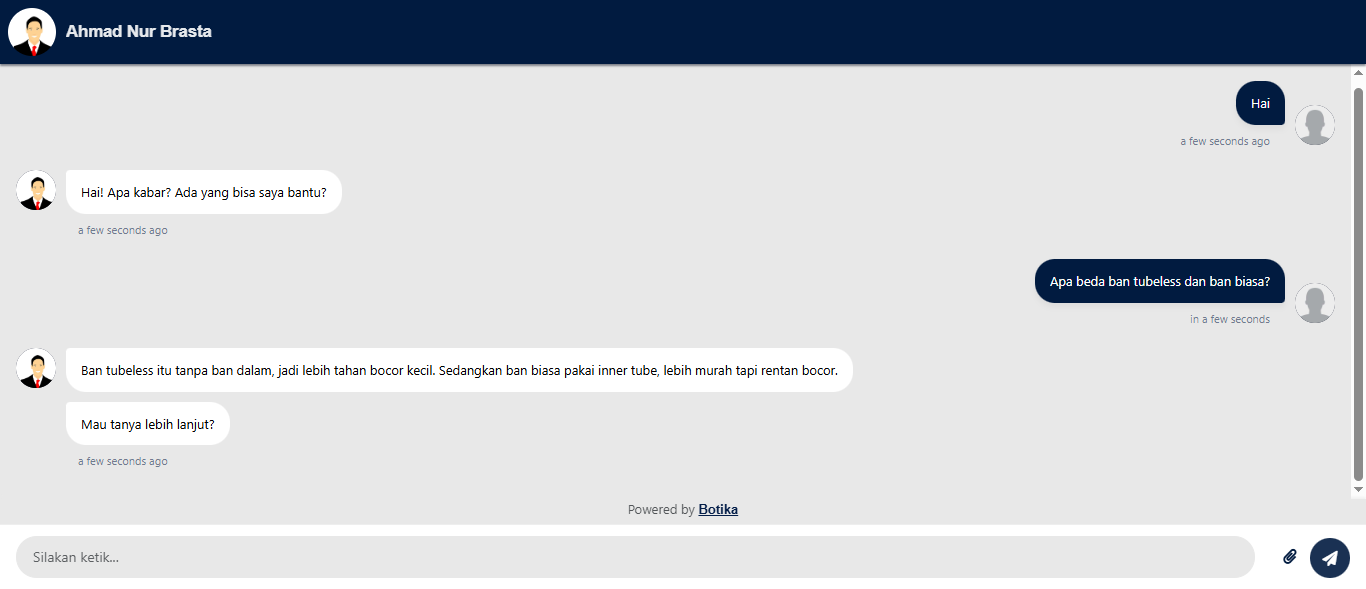 Ahmad Nur Brasta
Hai
a few seconds ago
Hai! Apa kabar? Ada yang bisa saya bantu?
a few seconds ago
Apa beda ban tubeless dan ban biasa?
in a few seconds
Ban tubeless itu tanpa ban dalam, jadi lebih tahan bocor kecil. Sedangkan ban biasa pakai inner tube, lebih murah tapi rentan bocor.
Mau tanya lebih lanjut?
a few seconds ago
Powered by Botika
Silakan ketik...